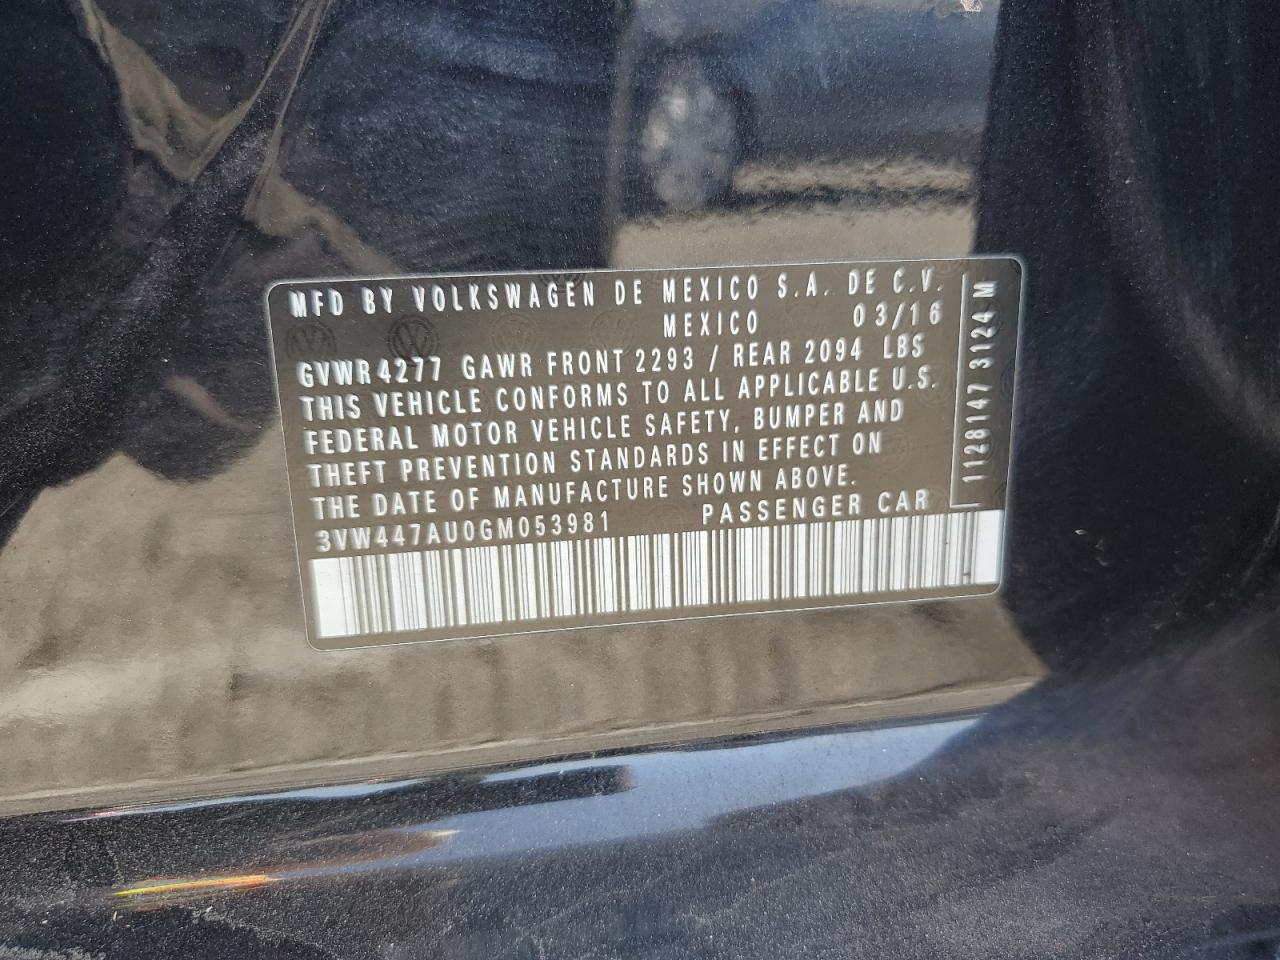 MFD BY VOLKSWAGEN DE MEXICO S.A. DE C.V.
MEXICO 03/16
GVWR 4277 GAWR FRONT 2293 / REAR 2094 LBS
THIS VEHICLE CONFORMS TO ALL APPLICABLE U.S.
FEDERAL MOTOR VEHICLE SAFETY, BUMPER AND
THEFT PREVENTION STANDARDS IN EFFECT ON
THE DATE OF MANUFACTURE SHOWN ABOVE.
3VW447AU0GM053981 PASSENGER CAR
1128147 3124 M